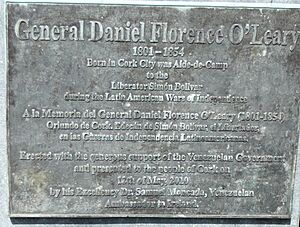 General Daniel Florence O'Leary
1801 - 1854
Born in Cork City was Aide-de-Camp
to the
Liberator Simón Bolívar
during the Latin American Wars of Independence
A la Memoria del General Daniel Florence O'Leary (1801-1854)
Oriundo de Cork, Edecán de Simón Bolívar, el Libertador,
en las Guerras de Independencia Latinoamericana
Erected with the generous support of the Venezuelan Government
and presented to the people of Cork on
12th of May, 2010
by his Excellency Dr. Samuel Moncada, Venezuelan
Ambassador to Ireland.